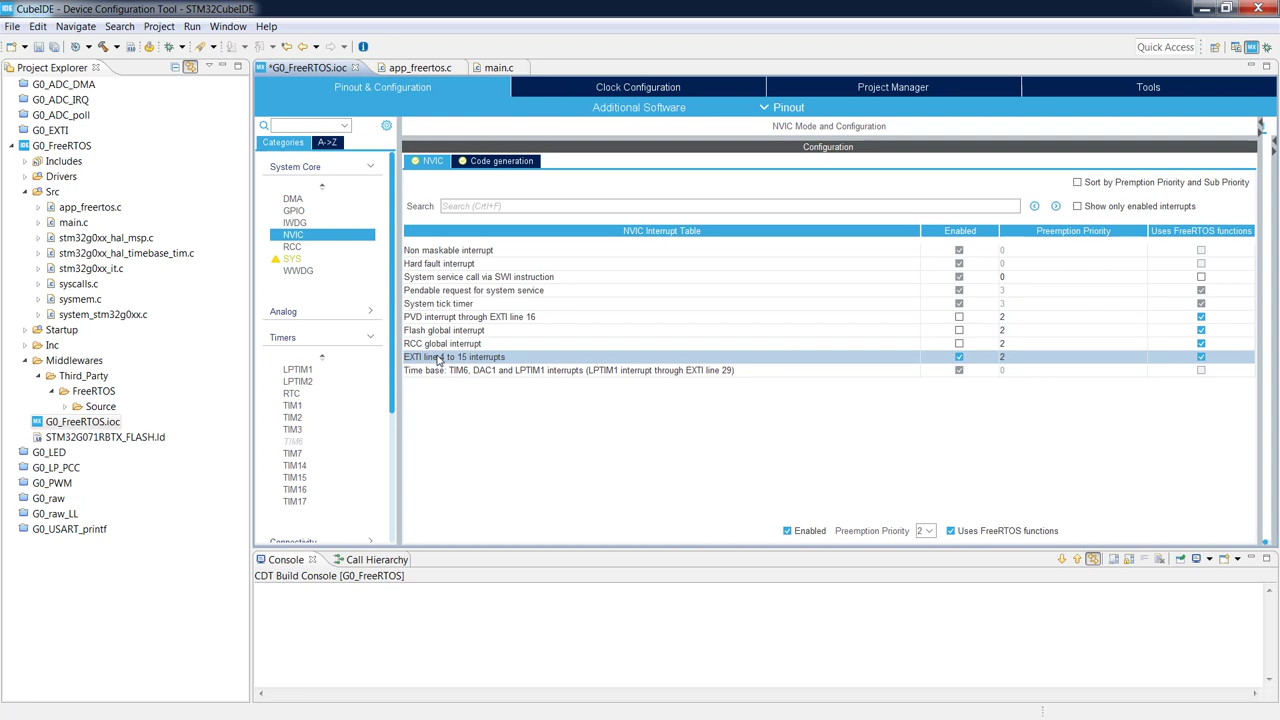 IDE CubeIDE - Device Configuration Tool - STM32CubeIDE
File Edit Navigate Search Project Run Window Help
Quick Access
Project Explorer
*G0_FreeRTOS.ioc app_freertos.c main.c
G0_ADC_DMA
G0_ADC_IRQ
G0_ADC_poll
G0_EXTI
G0_FreeRTOS
Includes
Drivers
Src
app_freertos.c
main.c
stm32g0xx_hal_msp.c
stm32g0xx_hal_timebase_tim.c
stm32g0xx_it.c
syscalls.c
sysmem.c
system_stm32g0xx.c
Startup
Inc
Middlewares
Third_Party
FreeRTOS
Source
MX G0_FreeRTOS.ioc
STM32G071RBTX_FLASH.ld
G0_LED
G0_LP_PCC
G0_PWM
G0_raw
G0_raw_LL
G0_USART_printf
Pinout & Configuration Clock Configuration Project Manager Tools
Additional Software Pinout
Categories A->Z
System Core
DMA
GPIO
IWDG
NVIC
RCC
SYS
WWDG
Analog
Timers
LPTIM1
LPTIM2
RTC
TIM1
TIM2
TIM3
TIM6
TIM7
TIM14
TIM15
TIM16
TIM17
Connectivity
NVIC Mode and Configuration
Configuration
NVIC Code generation
Sort by Premption Priority and Sub Priority
Search Search (Crtl+F) Show only enabled interrupts
NVIC Interrupt Table Enabled Preemption Priority Uses FreeRTOS functions
Non maskable interrupt 0
Hard fault interrupt 0
System service call via SWI instruction 0
Pendable request for system service 3
System tick timer 3
PVD interrupt through EXTI line 16 2
Flash global interrupt 2
RCC global interrupt 2
EXTI line 4 to 15 interrupts 2
Time base: TIM6, DAC1 and LPTIM1 interrupts (LPTIM1 interrupt through EXTI line 29) 0
Enabled Preemption Priority 2 Uses FreeRTOS functions
Console Call Hierarchy
CDT Build Console [G0_FreeRTOS]